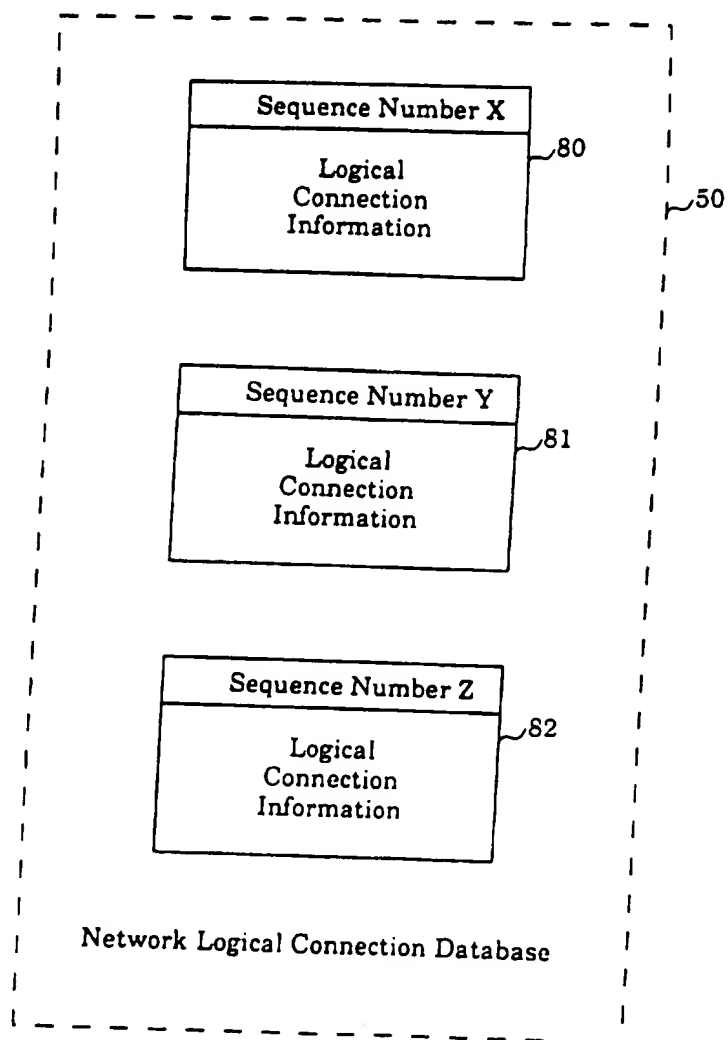 Sequence Number X
80
Logical
Connection
Information
50
Sequence Number Y
81
Logical
Connection
Information
Sequence Number Z
82
Logical
Connection
Information
Network Logical Connection Database